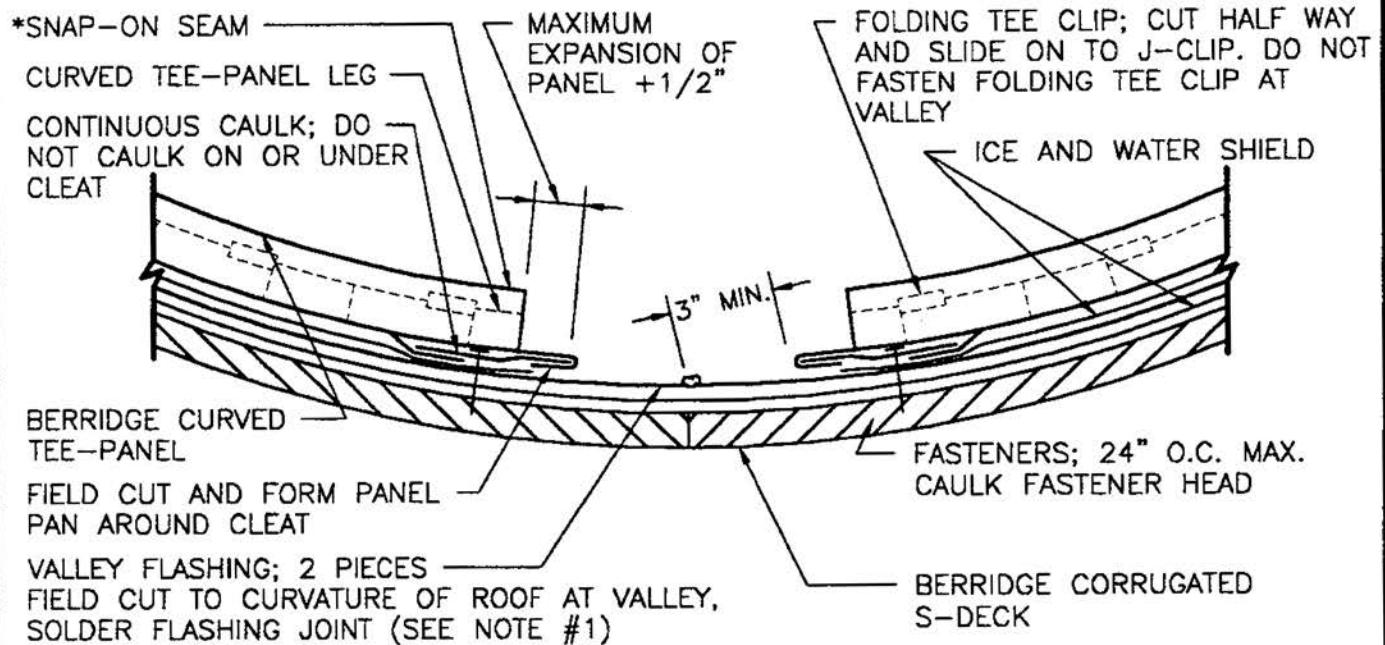 *SNAP-ON SEAM
CURVED TEE-PANEL LEG
CONTINUOUS CAULK; DO
NOT CAULK ON OR UNDER
CLEAT
MAXIMUM
EXPANSION OF
PANEL +1/2"
FOLDING TEE CLIP; CUT HALF WAY
AND SLIDE ON TO J-CLIP. DO NOT
FASTEN FOLDING TEE CLIP AT
VALLEY
ICE AND WATER SHIELD
3" MIN.
BERRIDGE CURVED
TEE-PANEL
FIELD CUT AND FORM PANEL
PAN AROUND CLEAT
VALLEY FLASHING; 2 PIECES
FIELD CUT TO CURVATURE OF ROOF AT VALLEY,
SOLDER FLASHING JOINT (SEE NOTE #1)
FASTENERS; 24" O.C. MAX.
CAULK FASTENER HEAD
BERRIDGE CORRUGATED
S-DECK